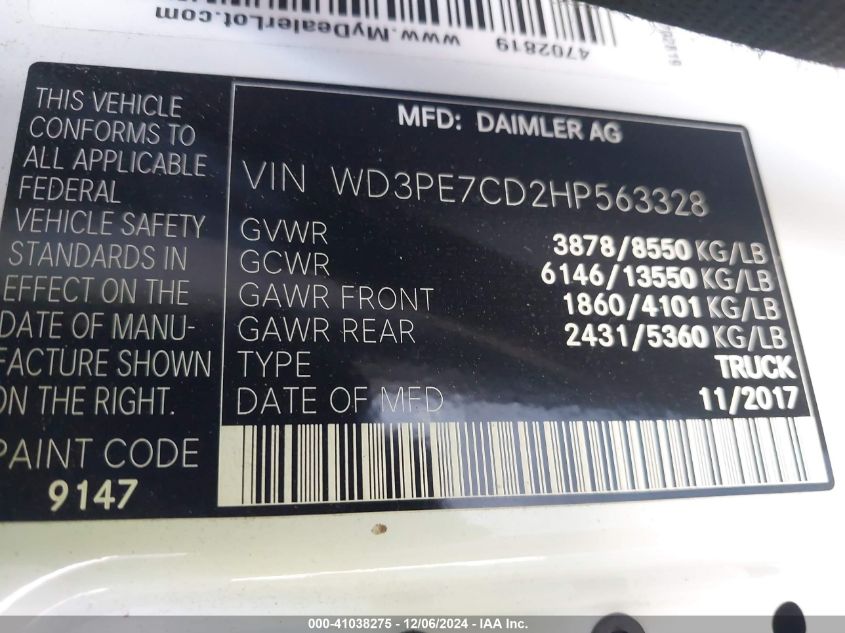 www.MyDealerLot.com
4702819
THIS VEHICLE
CONFORMS TO
ALL APPLICABLE
FEDERAL
VEHICLE SAFETY
STANDARDS IN
EFFECT ON THE
DATE OF MANU-
FACTURE SHOWN
ON THE RIGHT.
PAINT CODE
9147
MFD: DAIMLER AG
VIN WD3PE7CD2HP563328
GVWR 3878/8550 KG/LB
GCWR 6146/13550 KG/LB
GAWR FRONT 1860/4101 KG/LB
GAWR REAR 2431/5360 KG/LB
TYPE TRUCK
DATE OF MFD 11/2017
000-41038275 - 12/06/2024 - IAA Inc.